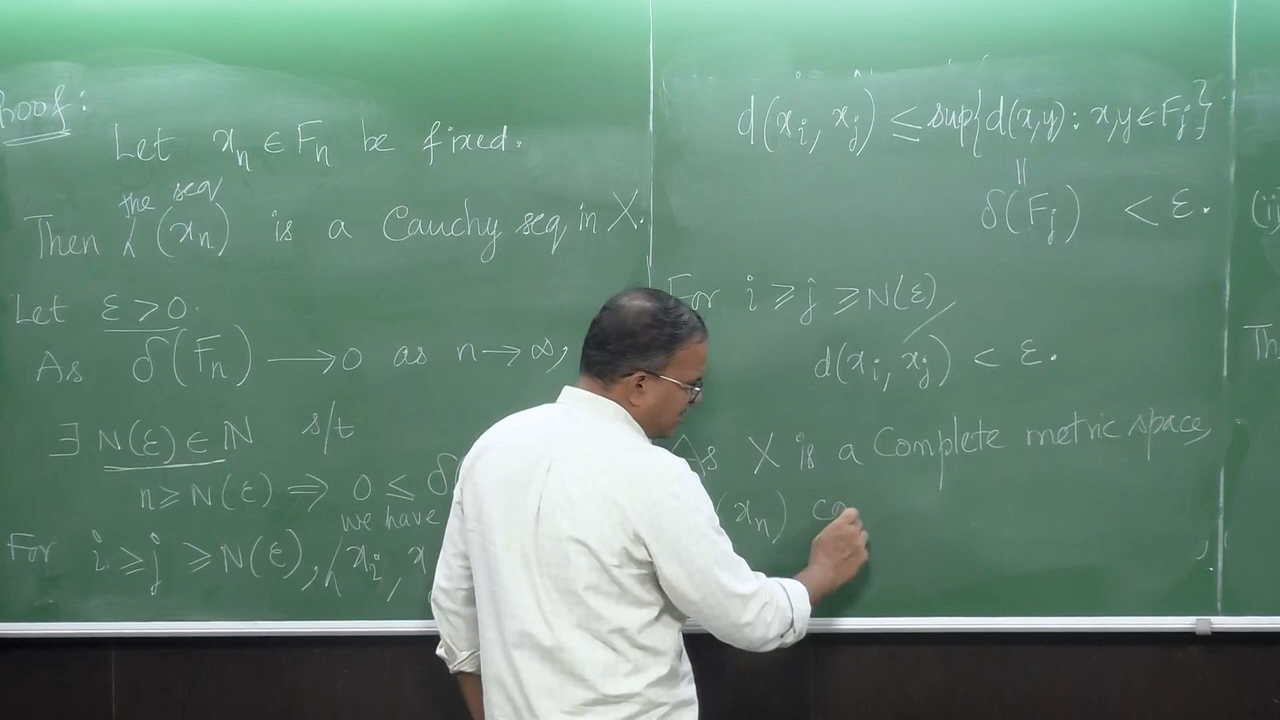 Proof:
Let xₙ ∈ Fₙ be fixed.
the seq
Then (xₙ) is a Cauchy seq in X.
Let ε > 0.
As δ(Fₙ) → 0 as n → ∞,
∃ N(ε) ∈ ℕ s/t
n ≥ N(ε) ⇒ 0 ≤ δ
we have
For i ≥ j ≥ N(ε), xᵢ, x
d(xᵢ, xⱼ) ≤ sup{d(x,y) : x,y ∈ Fⱼ}
||
δ(Fⱼ) < ε.
For i ≥ j ≥ N(ε)
d(xᵢ, xⱼ) < ε.
As X is a Complete metric space,
(xₙ) co
(ii)
Th